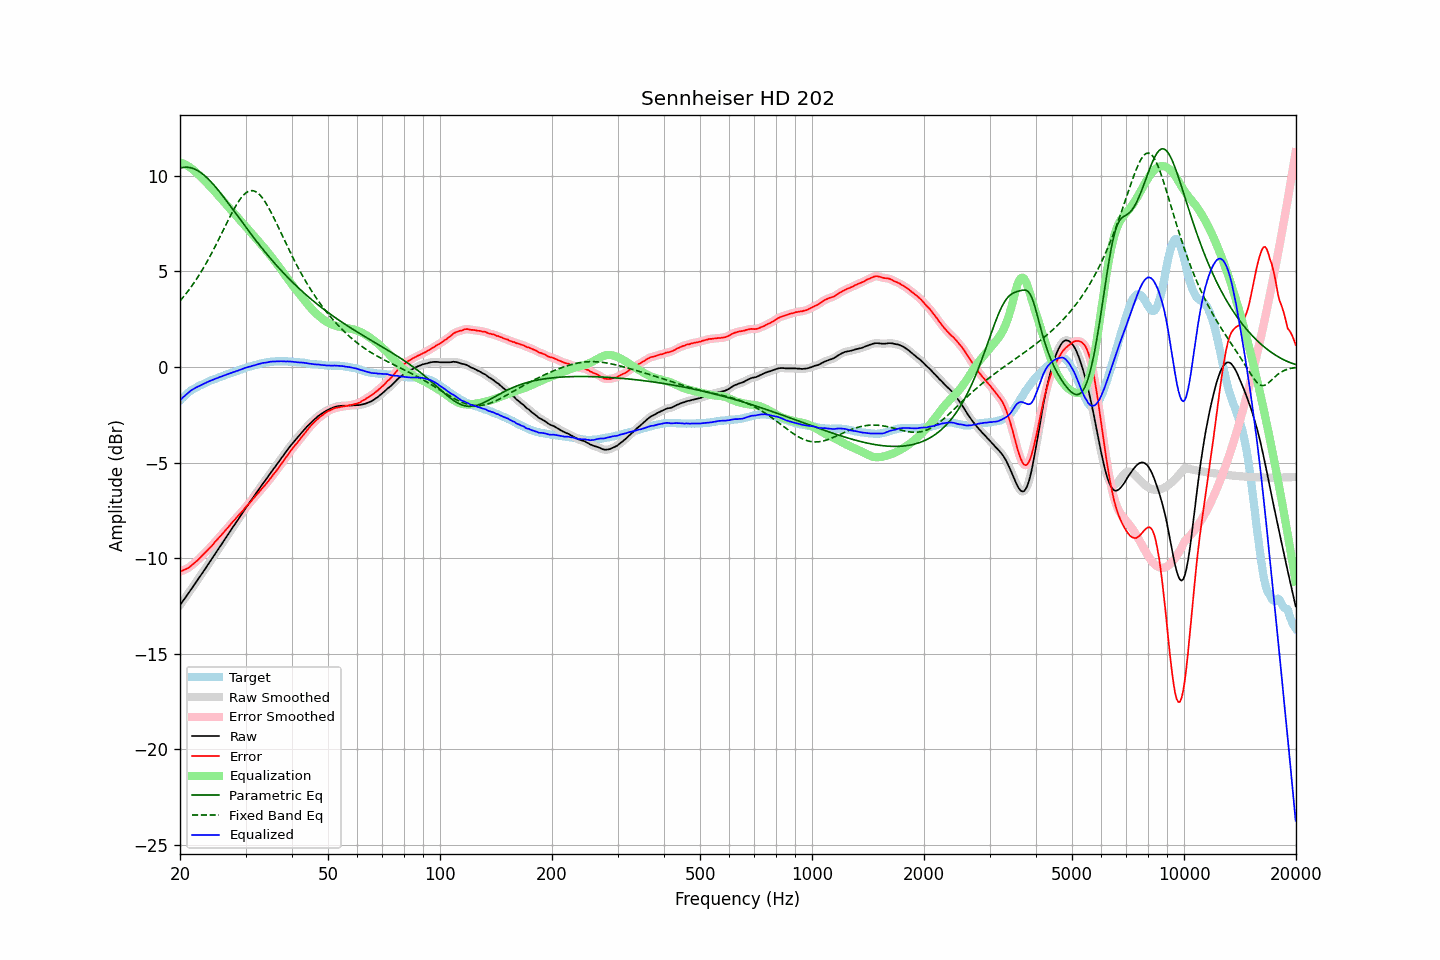 Sennheiser HD 202
Amplitude (dBr)
10
5
0
−5
−10
−15
−20
−25
Target
Raw Smoothed
Error Smoothed
Raw
Error
Equalization
Parametric Eq
Fixed Band Eq
Equalized
20 50 100 200 500 1000 2000 5000 10000 20000
Frequency (Hz)